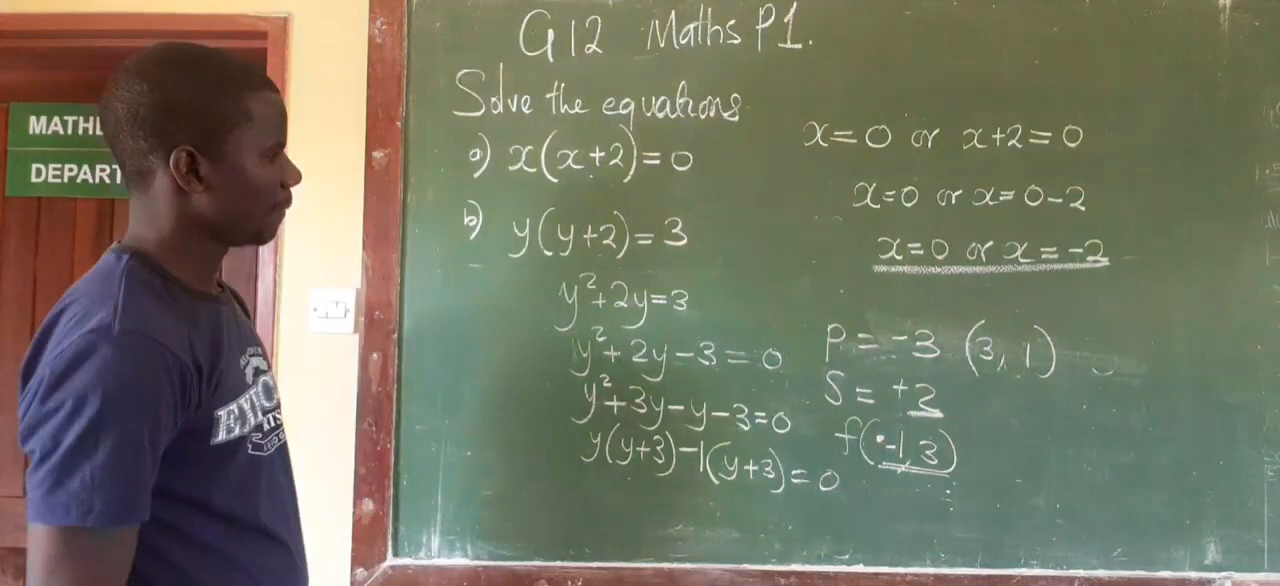 MATHE
DEPART
G12 Maths P1.
Solve the equations
a) x(x+2)=0
x=0 or x+2=0
x=0 or x=0-2
x=0 or x=-2
b) y(y+2)=3
y²+2y=3
y²+2y-3=0
y²+3y-y-3=0
y(y+3)-1(y+3)=0
P=-3 (3,1)
S=+2
f(-1,3)